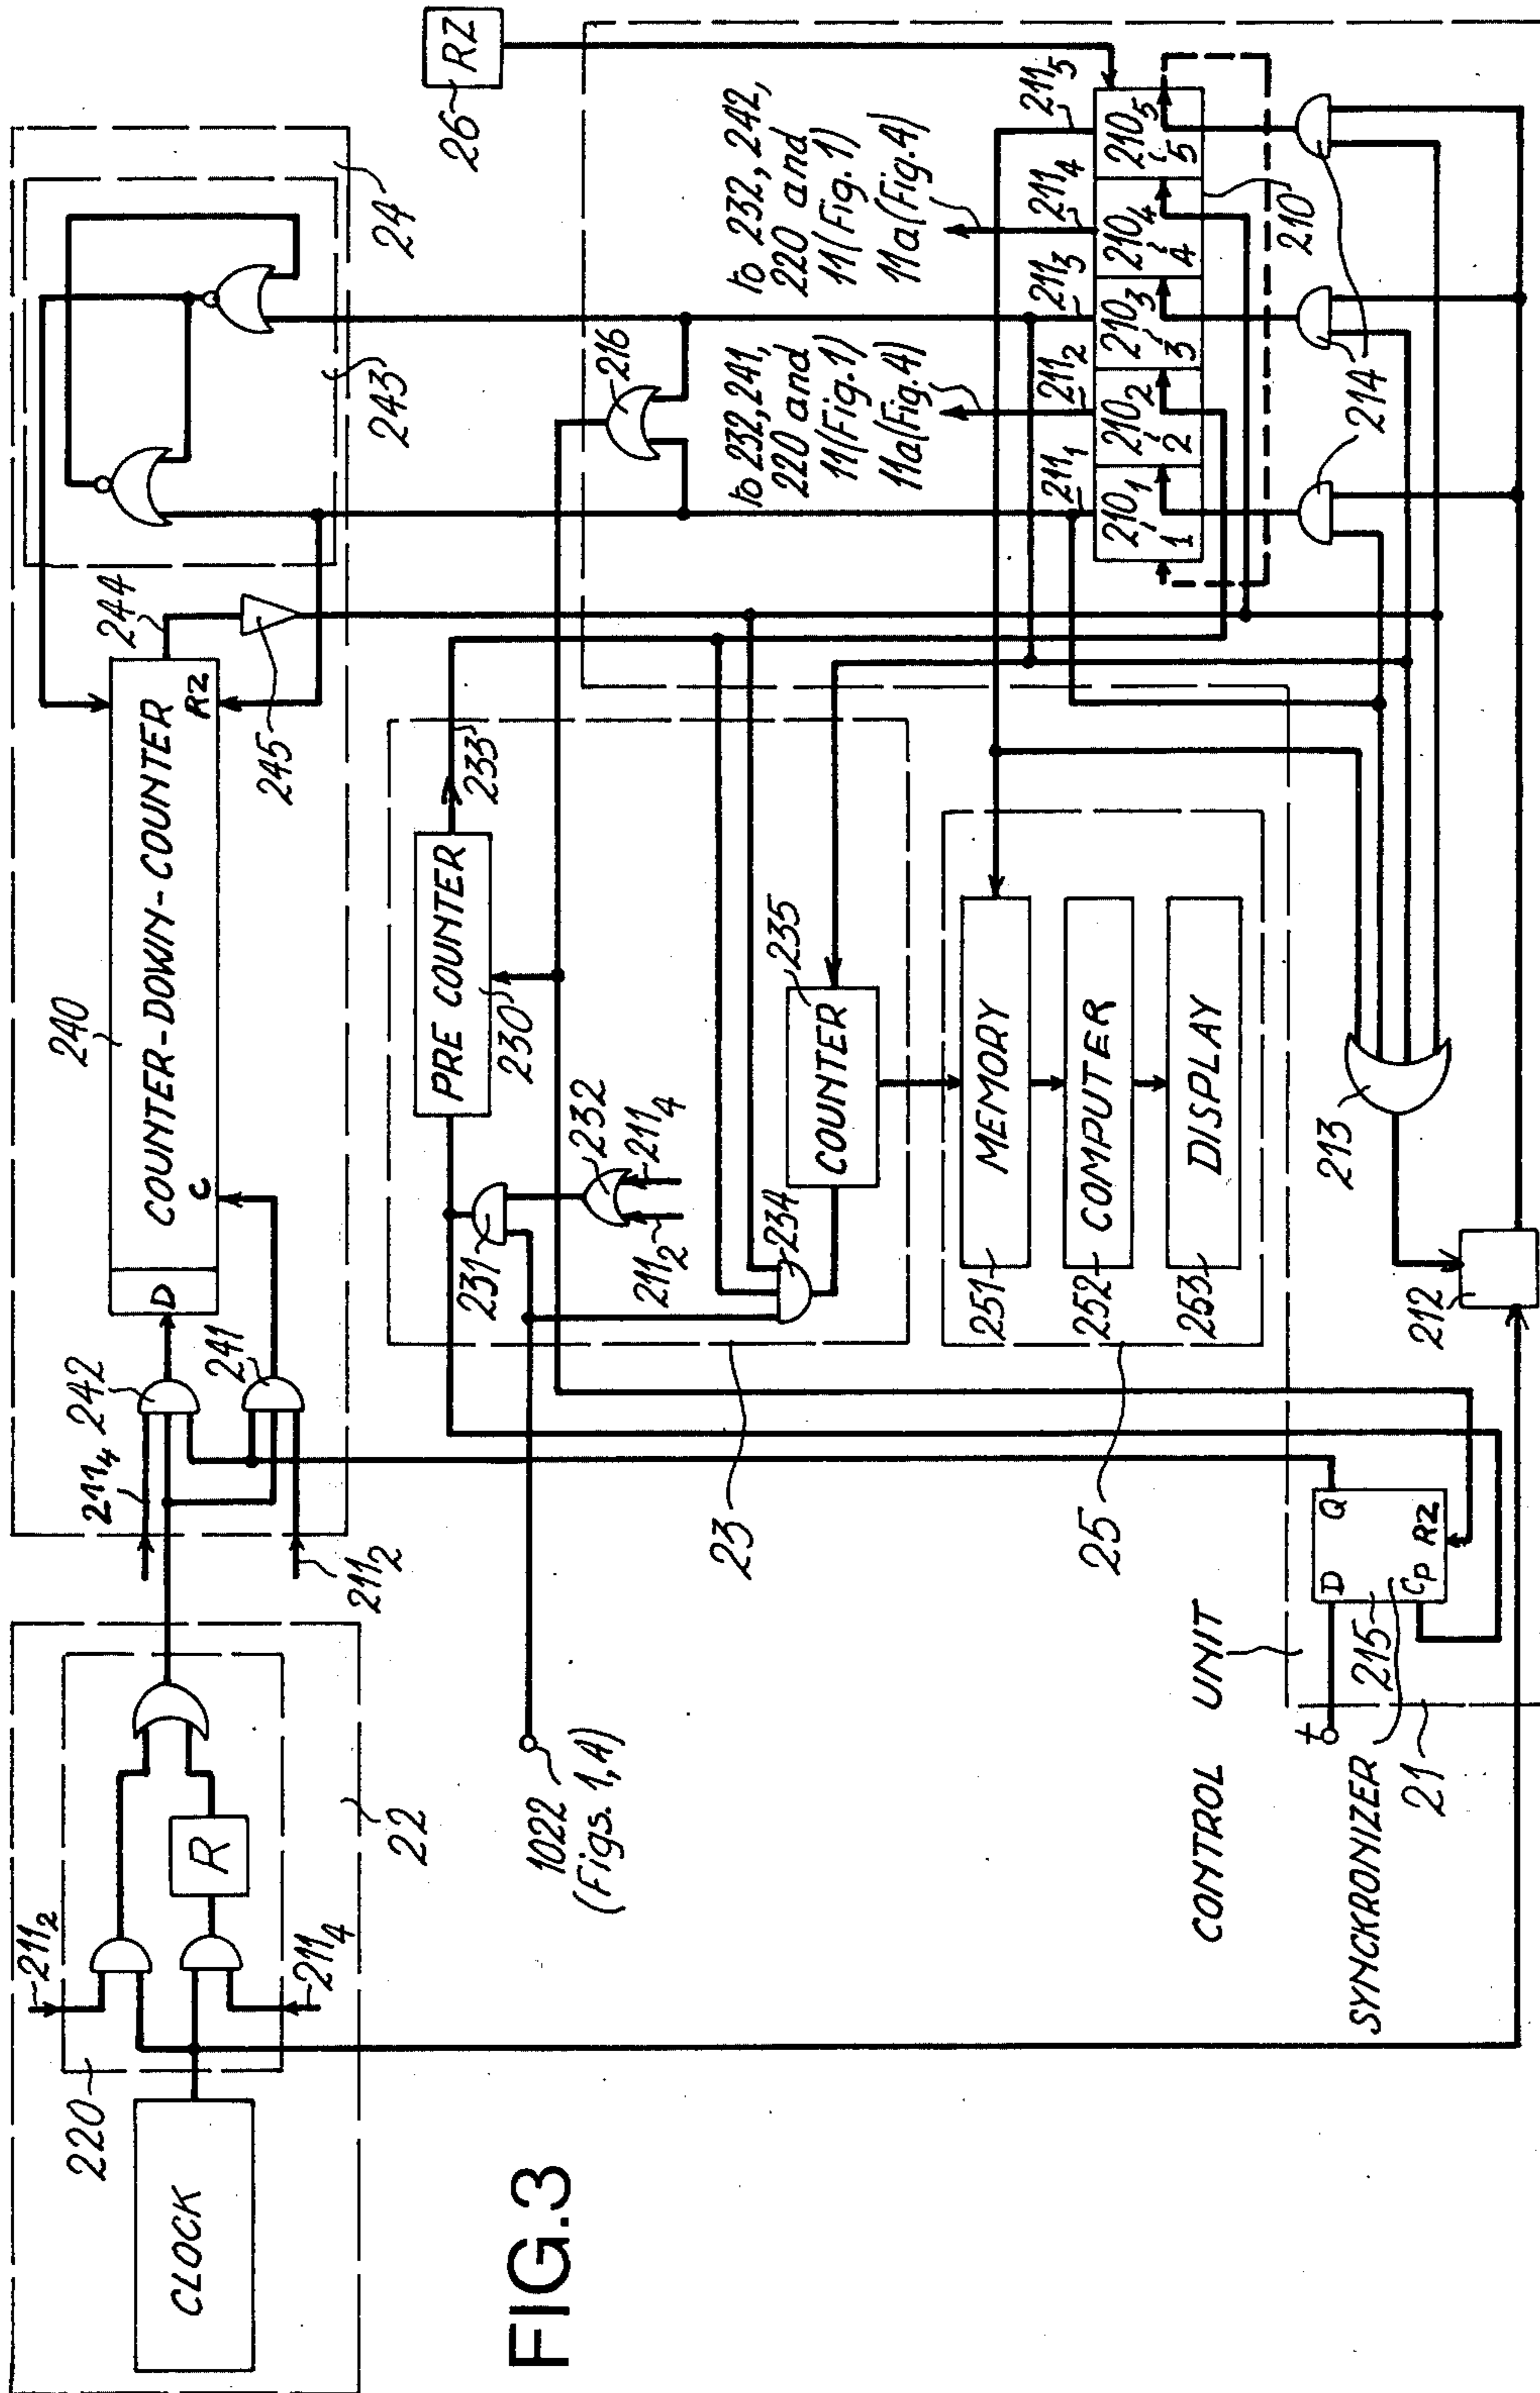 CLOCK
220
211₂
211₄
R
22
211₄
242
241
211₂
D
COUNTER-DOWN-COUNTER
C
RZ
240
244
245
243
24
26
RZ
1022
(Figs. 1,4)
PRE COUNTER
230
233
231
232
211₂
211₄
234
COUNTER
235
23
MEMORY
251
COMPUTER
252
DISPLAY
253
25
216
to 232, 241,
220 and
11(Fig.1)
11a(Fig.4)
to 232, 242,
220 and
11(Fig.1)
11a(Fig.4)
211₁
211₂
211₃
211₄
211₅
210₁
1
210₂
2
210₃
3
210₄
4
210₅
5
210
214
213
212
CONTROL UNIT
SYNCKRONIZER
21
+
D
Q
Cp
RZ
215
FIG.3